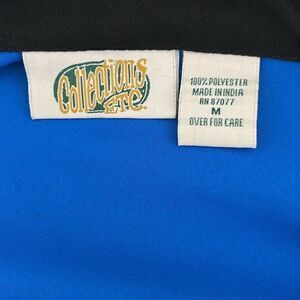 Collections
ETC.
100% POLYESTER
MADE IN INDIA
RN 87077
M
OVER FOR CARE